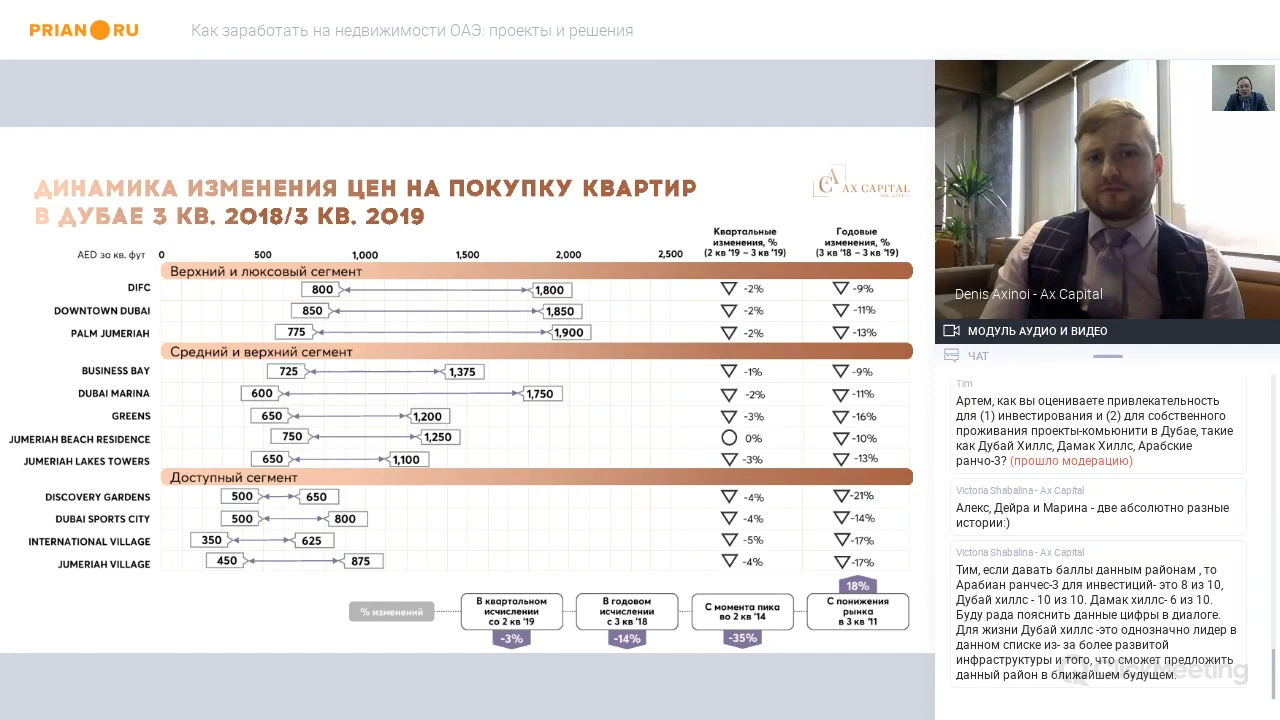 PRIAN RU
Как заработать на недвижимости ОАЭ: проекты и решения
ДИНАМИКА ИЗМЕНЕНИЯ ЦЕН НА ПОКУПКУ КВАРТИР
В ДУБАЕ 3 КВ. 2018/3 КВ. 2019
CA AX CAPITAL
AED за кв. фут 0 500 1,000 1,500 2,000 2,500
Квартальные
изменения, %
(2 кв '19 – 3 кв '19)
Годовые
изменения, %
(3 кв '18 – 3 кв '19)
Верхний и люксовый сегмент
DIFC 800 1,800 -2% -9%
DOWNTOWN DUBAI 850 1,850 -2% -11%
PALM JUMERIAH 775 1,900 -2% -13%
Средний и верхний сегмент
BUSINESS BAY 725 1,375 -1% -9%
DUBAI MARINA 600 1,750 -2% -11%
GREENS 650 1,200 -3% -16%
JUMERIAH BEACH RESIDENCE 750 1,250 0% -10%
JUMERIAH LAKES TOWERS 650 1,100 -3% -13%
Доступный сегмент
DISCOVERY GARDENS 500 650 -4% -21%
DUBAI SPORTS CITY 500 800 -4% -14%
INTERNATIONAL VILLAGE 350 625 -5% -17%
JUMERIAH VILLAGE 450 875 -4% -17%
% изменений
В квартальном
исчислении
со 2 кв '19
-3%
В годовом
исчислении
с 3 кв '18
-14%
С момента пика
во 2 кв '14
-35%
18%
С понижения
рынка
в 3 кв '11
Denis Axinoi - Ax Capital
МОДУЛЬ АУДИО И ВИДЕО
ЧАТ
Tim
Артем, как вы оцениваете привлекательность
для (1) инвестирования и (2) для собственного
проживания проекты-комьюнити в Дубае, такие
как Дубай Хиллс, Дамак Хиллс, Арабские
ранчо-3? (прошло модерацию)
Victoria Shabalina - Ax Capital
Алекс, Дейра и Марина - две абсолютно разные
истории:)
Victoria Shabalina - Ax Capital
Тим, если давать баллы данным районам , то
Арабиан ранчес-3 для инвестиций- это 8 из 10,
Дубай хиллс - 10 из 10. Дамак хиллс- 6 из 10.
Буду рада пояснить данные цифры в диалоге.
Для жизни Дубай хиллс -это однозначно лидер в
данном списке из- за более развитой
инфраструктуры и того, что сможет предложить
данный район в ближайшем будущем.
ClickMeeting